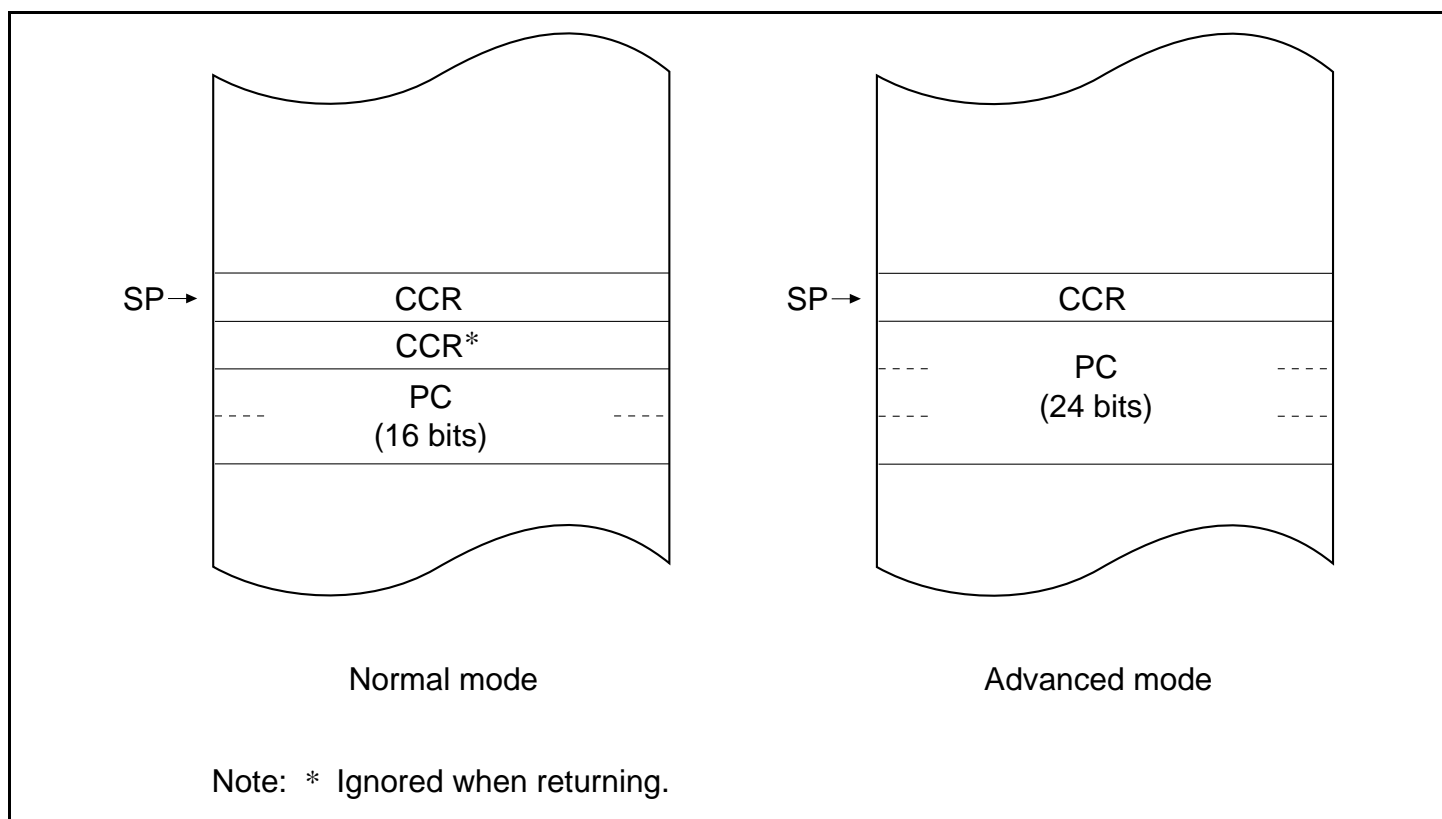 SP
CCR
CCR*
PC
(16 bits)
Normal mode
SP
CCR
PC
(24 bits)
Advanced mode
Note: * Ignored when returning.